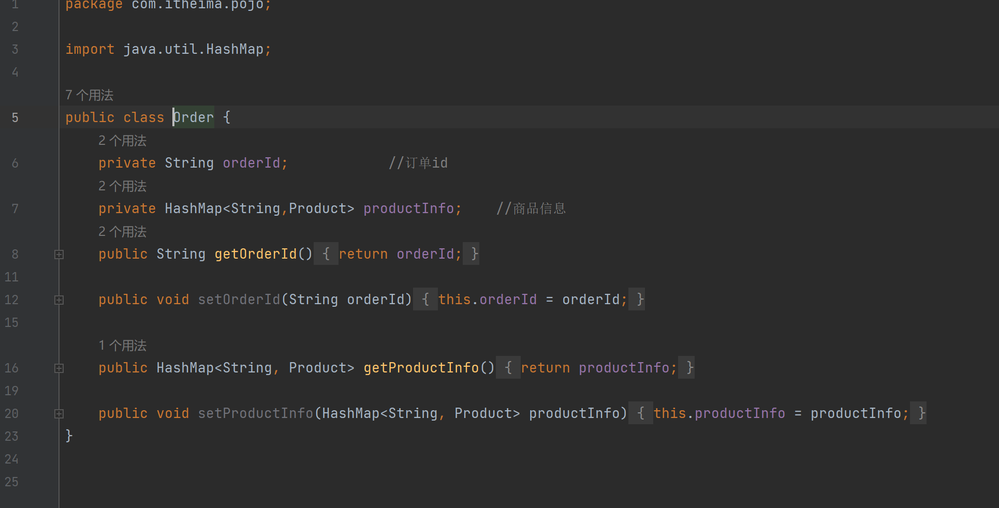 1 package com.itheima.pojo;
2
3 import java.util.HashMap;
4
7 个用法
5 public class Order {
2 个用法
6 private String orderId; //订单id
2 个用法
7 private HashMap<String,Product> productInfo; //商品信息
2 个用法
8 public String getOrderId() { return orderId; }
11
12 public void setOrderId(String orderId) { this.orderId = orderId; }
15
1 个用法
16 public HashMap<String, Product> getProductInfo() { return productInfo; }
19
20 public void setProductInfo(HashMap<String, Product> productInfo) { this.productInfo = productInfo; }
23 }
24
25